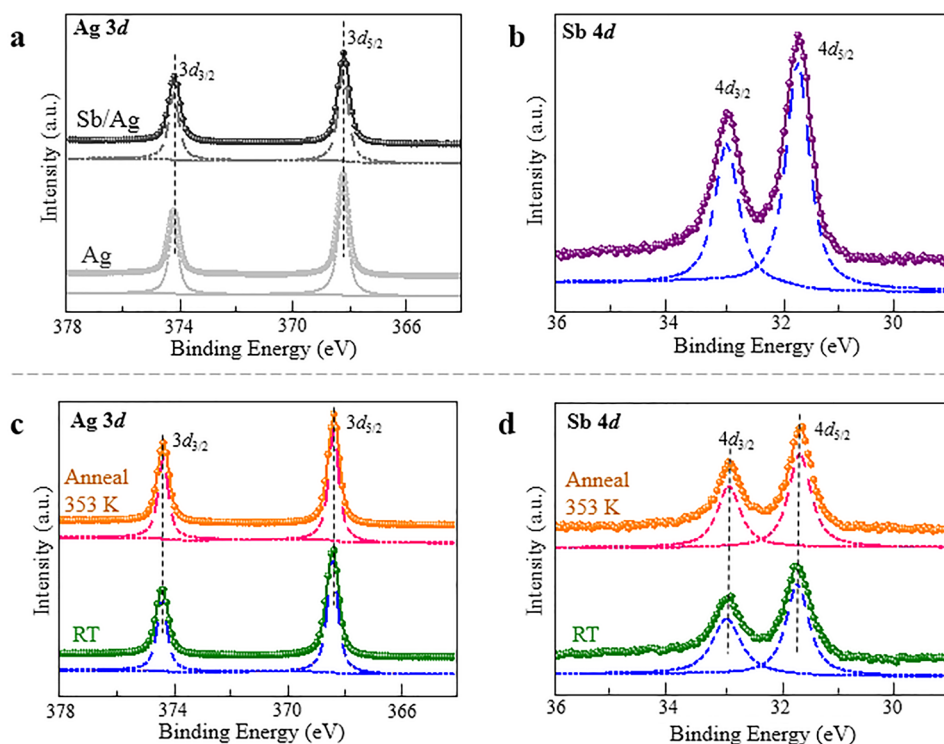 a
Ag 3d
3d3/2
3d5/2
Sb/Ag
Ag
Intensity (a.u.)
378 374 370 366
Binding Energy (eV)
b
Sb 4d
4d3/2
4d5/2
Intensity (a.u.)
36 34 33 32 30
Binding Energy (eV)
c
Ag 3d
3d3/2
3d5/2
Anneal
353 K
RT
Intensity (a.u.)
378 374 370 366
Binding Energy (eV)
d
Sb 4d
4d3/2
4d5/2
Anneal
353 K
RT
Intensity (a.u.)
36 34 33 32 30
Binding Energy (eV)